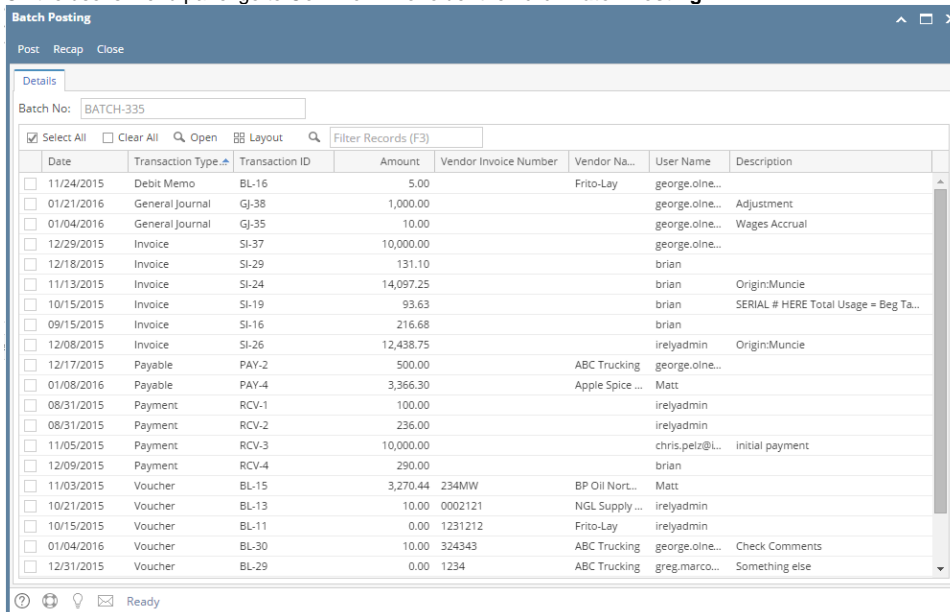 Batch Posting
Post Recap Close
Details
Batch No: BATCH-335
Select All Clear All Open Layout Filter Records (F3)
Date Transaction Type Transaction ID Amount Vendor Invoice Number Vendor Na... User Name Description
11/24/2015 Debit Memo BL-16 5.00 Frito-Lay george.olne...
01/21/2016 General Journal GJ-38 1,000.00 george.olne... Adjustment
01/04/2016 General Journal GJ-35 10.00 george.olne... Wages Accrual
12/29/2015 Invoice SI-37 10,000.00 george.olne...
12/18/2015 Invoice SI-29 131.10 brian
11/13/2015 Invoice SI-24 14,097.25 brian Origin:Muncie
10/15/2015 Invoice SI-19 93.63 brian SERIAL # HERE Total Usage = Beg Ta...
09/15/2015 Invoice SI-16 216.68 brian
12/08/2015 Invoice SI-26 12,438.75 irelyadmin Origin:Muncie
12/17/2015 Payable PAY-2 500.00 ABC Trucking george.olne...
01/08/2016 Payable PAY-4 3,366.30 Apple Spice ... Matt
08/31/2015 Payment RCV-1 100.00 irelyadmin
08/31/2015 Payment RCV-2 236.00 irelyadmin
11/05/2015 Payment RCV-3 10,000.00 chris.pelz@i... initial payment
12/09/2015 Payment RCV-4 290.00 brian
11/03/2015 Voucher BL-15 3,270.44 234MW BP Oil Nort... Matt
10/21/2015 Voucher BL-13 10.00 0002121 NGL Supply ... irelyadmin
10/15/2015 Voucher BL-11 0.00 1231212 Frito-Lay irelyadmin
01/04/2016 Voucher BL-30 10.00 324343 ABC Trucking george.olne... Check Comments
12/31/2015 Voucher BL-29 0.00 1234 ABC Trucking greg.marco... Something else
Ready